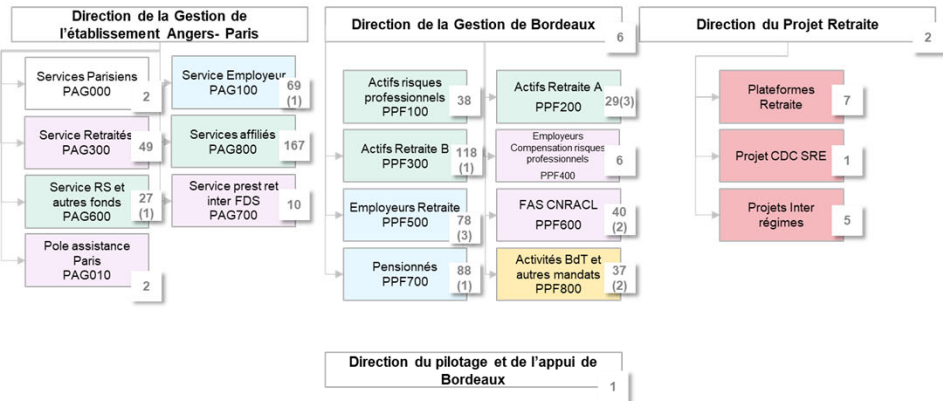 Direction de la Gestion de
l'établissement Angers- Paris
Services Parisiens
PAG000
2
Service Employeur
PAG100
69
(1)
Service Retraités
PAG300
49
Services affiliés
PAG800
167
Service RS et
autres fonds
PAG600
27
(1)
Service prest ret
inter FDS
PAG700
10
Pole assistance
Paris
PAG010
2
Direction de la Gestion de Bordeaux
6
Actifs risques
professionnels
PPF100
38
Actifs Retraite A
PPF200
29(3)
Actifs Retraite B
PPF300
118
(1)
Employeurs
Compensation risques
professionnels
PPF400
6
Employeurs Retraite
PPF500
78
(3)
FAS CNRACL
PPF600
40
(2)
Pensionnés
PPF700
88
(1)
Activités BdT et
autres mandats
PPF800
37
(2)
Direction du Projet Retraite
2
Plateformes
Retraite
7
Projet CDC SRE
1
Projets Inter
régimes
5
Direction du pilotage et de l'appui de
Bordeaux
1